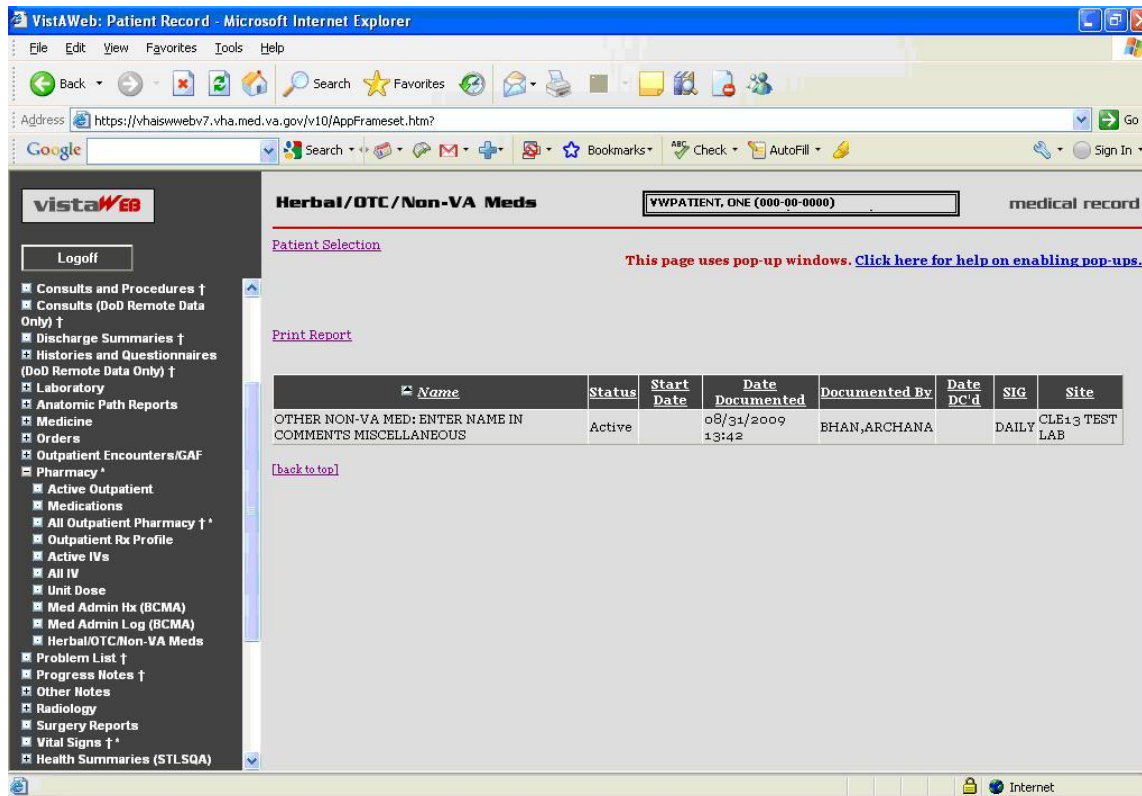 VistAWeb: Patient Record - Microsoft Internet Explorer
File Edit View Favorites Tools Help
Back Search Favorites
Address https://vhaiswwebv7.vha.med.va.gov/v10/AppFrameset.htm? Go
Google Search Bookmarks ABC Check AutoFill Sign In
vistaWEB
Herbal/OTC/Non-VA Meds
VWPATIENT, ONE (000-00-0000)
medical record
Logoff
Patient Selection
This page uses pop-up windows. Click here for help on enabling pop-ups.
Print Report
Consults and Procedures †
Consults (DoD Remote Data
Only) †
Discharge Summaries †
Histories and Questionnaires
(DoD Remote Data Only) †
Laboratory
Anatomic Path Reports
Medicine
Orders
Outpatient Encounters/GAF
Pharmacy *
Active Outpatient
Medications
All Outpatient Pharmacy † *
Outpatient Rx Profile
Active IVs
All IV
Unit Dose
Med Admin Hx (BCMA)
Med Admin Log (BCMA)
Herbal/OTC/Non-VA Meds
Problem List †
Progress Notes †
Other Notes
Radiology
Surgery Reports
Vital Signs † *
Health Summaries (STLSQA)
Name Status Start Date Date Documented Documented By Date DC'd SIG Site
OTHER NON-VA MED: ENTER NAME IN
COMMENTS MISCELLANEOUS
Active
08/31/2009
13:42
BHAN,ARCHANA
DAILY
CLE13 TEST
LAB
[back to top]
Internet